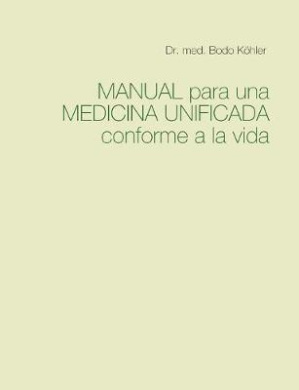 Dr. med. Bodo Köhler
MANUAL para una
MEDICINA UNIFICADA
conforme a la vida